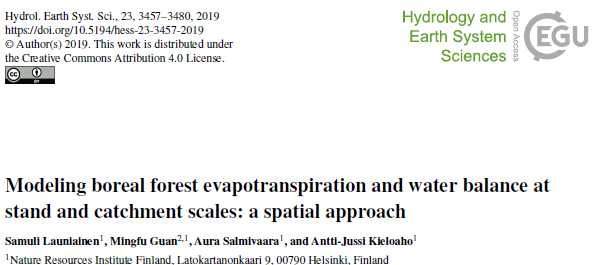 Hydrol. Earth Syst. Sci., 23, 3457–3480, 2019
https://doi.org/10.5194/hess-23-3457-2019
© Author(s) 2019. This work is distributed under
the Creative Commons Attribution 4.0 License.
cc
BY
Hydrology and
Earth System
Sciences
Open Access
EGU
Modeling boreal forest evapotranspiration and water balance at
stand and catchment scales: a spatial approach
Samuli Launiainen1, Mingfu Guan2,1, Aura Salmivaara1, and Antti-Jussi Kieloaho1
1Nature Resources Institute Finland, Latokartanonkaari 9, 00790 Helsinki, Finland